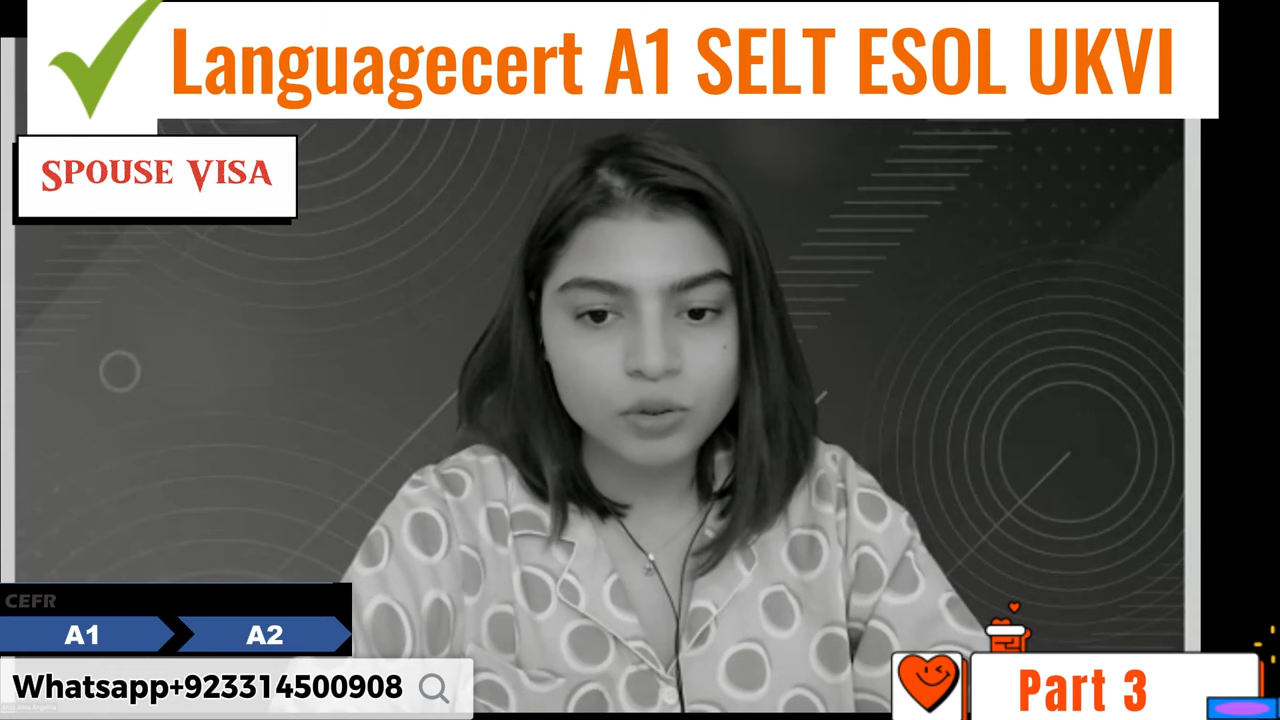 Languagecert A1 SELT ESOL UKVI
SPOUSE VISA
CEFR
A1 A2
Whatsapp+923314500908
Part 3